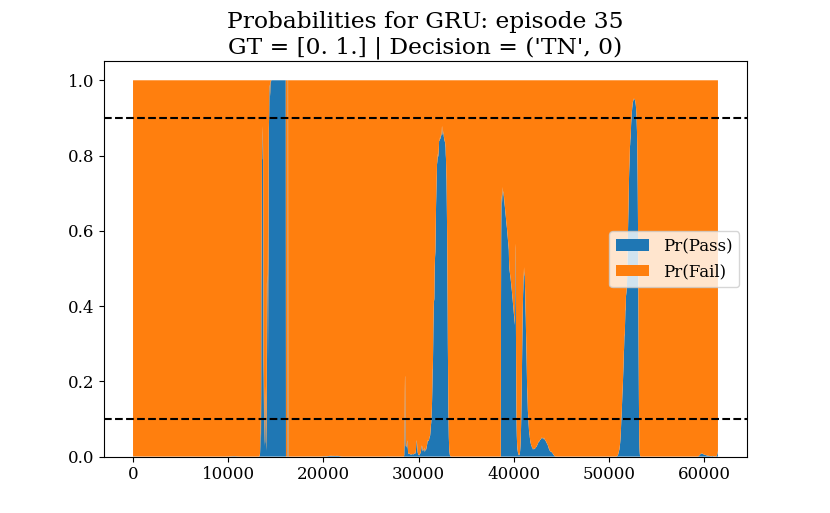 Probabilities for GRU: episode 35
GT = [0. 1.] | Decision = ('TN', 0)
1.0
0.8
0.6
0.4
0.2
0.0
Pr(Pass)
Pr(Fail)
0 10000 20000 30000 40000 50000 60000